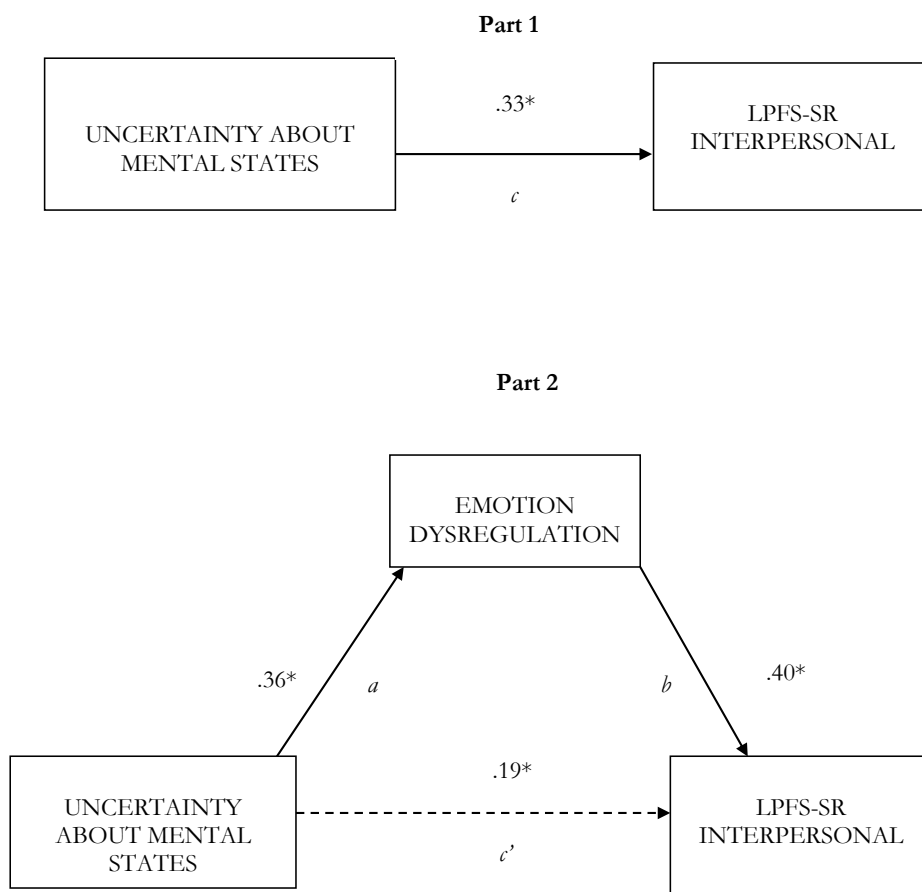 Part 1
.33*
UNCERTAINTY ABOUT
MENTAL STATES
LPFS-SR
INTERPERSONAL
c
Part 2
EMOTION
DYSREGULATION
.36*
a
b
.40*
.19*
UNCERTAINTY
ABOUT MENTAL
STATES
LPFS-SR
INTERPERSONAL
c’